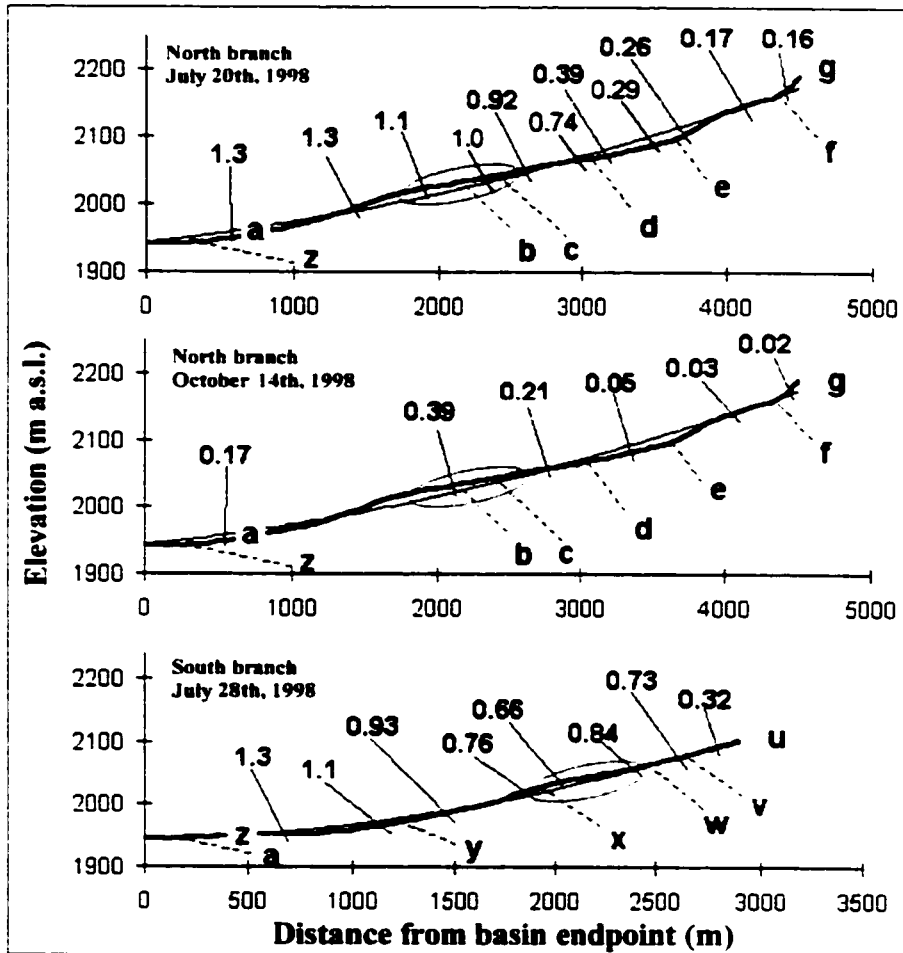 North branch
July 20th, 1998
2200
2100
2000
1900
1.3
1.3
1.1
1.0
0.92
0.74
0.39
0.29
0.26
0.17
0.16
a
z
b
c
d
e
f
g
0
1000
2000
3000
4000
5000
Elevation (m a.s.l.)
North branch
October 14th, 1998
2200
2100
2000
1900
0.17
0.39
0.21
0.05
0.03
0.02
a
z
b
c
d
e
f
g
0
1000
2000
3000
4000
5000
South branch
July 28th, 1998
2200
2100
2000
1900
1.3
1.1
0.93
0.76
0.66
0.84
0.73
0.32
z
a
y
x
w
v
u
0
500
1000
1500
2000
2500
3000
3500
Distance from basin endpoint (m)